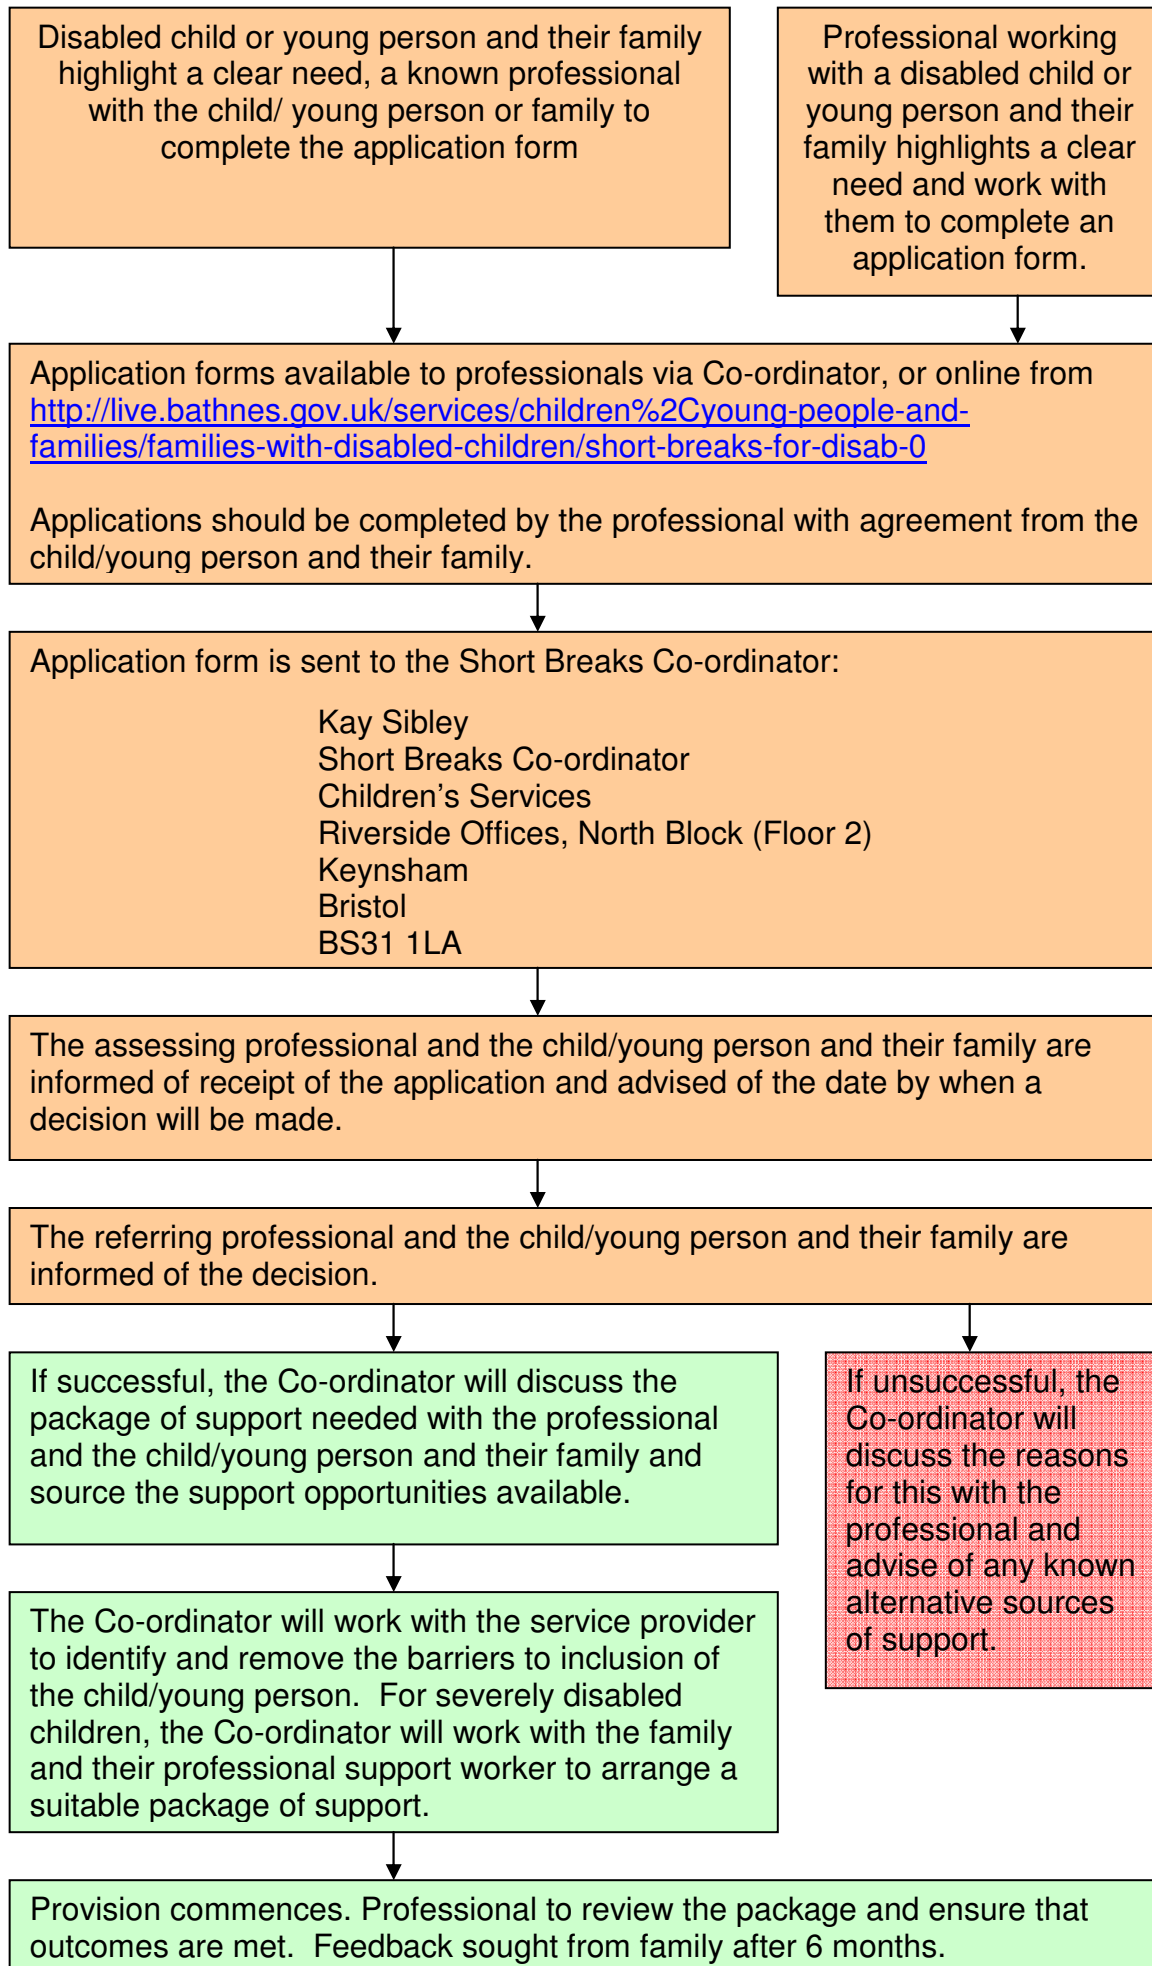 Disabled child or young person and their family
highlight a clear need, a known professional
with the child/ young person or family to
complete the application form
Professional working
with a disabled child or
young person and their
family highlights a clear
need and work with
them to complete an
application form.
Application forms available to professionals via Co-ordinator, or online from
http://live.bathnes.gov.uk/services/children%2Cyoung-people-and-
families/families-with-disabled-children/short-breaks-for-disab-0
Applications should be completed by the professional with agreement from the
child/young person and their family.
Application form is sent to the Short Breaks Co-ordinator:
Kay Sibley
Short Breaks Co-ordinator
Children's Services
Riverside Offices, North Block (Floor 2)
Keynsham
Bristol
BS31 1LA
The assessing professional and the child/young person and their family are
informed of receipt of the application and advised of the date by when a
decision will be made.
The referring professional and the child/young person and their family are
informed of the decision.
If successful, the Co-ordinator will discuss the
package of support needed with the professional
and the child/young person and their family and
source the support opportunities available.
If unsuccessful, the
Co-ordinator will
discuss the reasons
for this with the
professional and
advise of any known
alternative sources
of support.
The Co-ordinator will work with the service provider
to identify and remove the barriers to inclusion of
the child/young person.  For severely disabled
children, the Co-ordinator will work with the family
and their professional support worker to arrange a
suitable package of support.
Provision commences. Professional to review the package and ensure that
outcomes are met.  Feedback sought from family after 6 months.